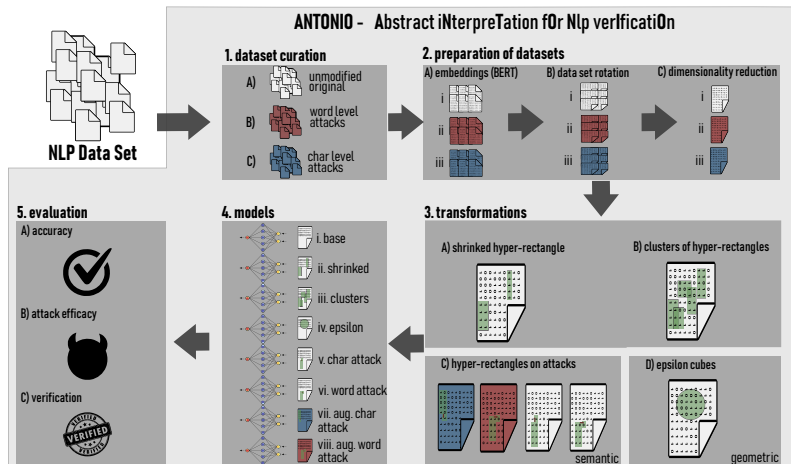 ANTONIO - Abstract iNterpreTation fOr Nlp verIficatiOn
NLP Data Set
1. dataset curation
A)
unmodified
original
B)
word level
attacks
C)
char level
attacks
2. preparation of datasets
A) embeddings (BERT)
i
ii
iii
B) data set rotation
i
ii
iii
C) dimensionality reduction
i
ii
iii
3. transformations
A) shrinked hyper-rectangle
B) clusters of hyper-rectangles
C) hyper-rectangles on attacks
semantic
D) epsilon cubes
geometric
4. models
i. base
ii. shrinked
iii. clusters
iv. epsilon
v. char attack
vi. word attack
vii. aug. char
attack
viii. aug. word
attack
5. evaluation
A) accuracy
B) attack efficacy
C) verification
VERIFIED
VERIFIED
VERIFIED